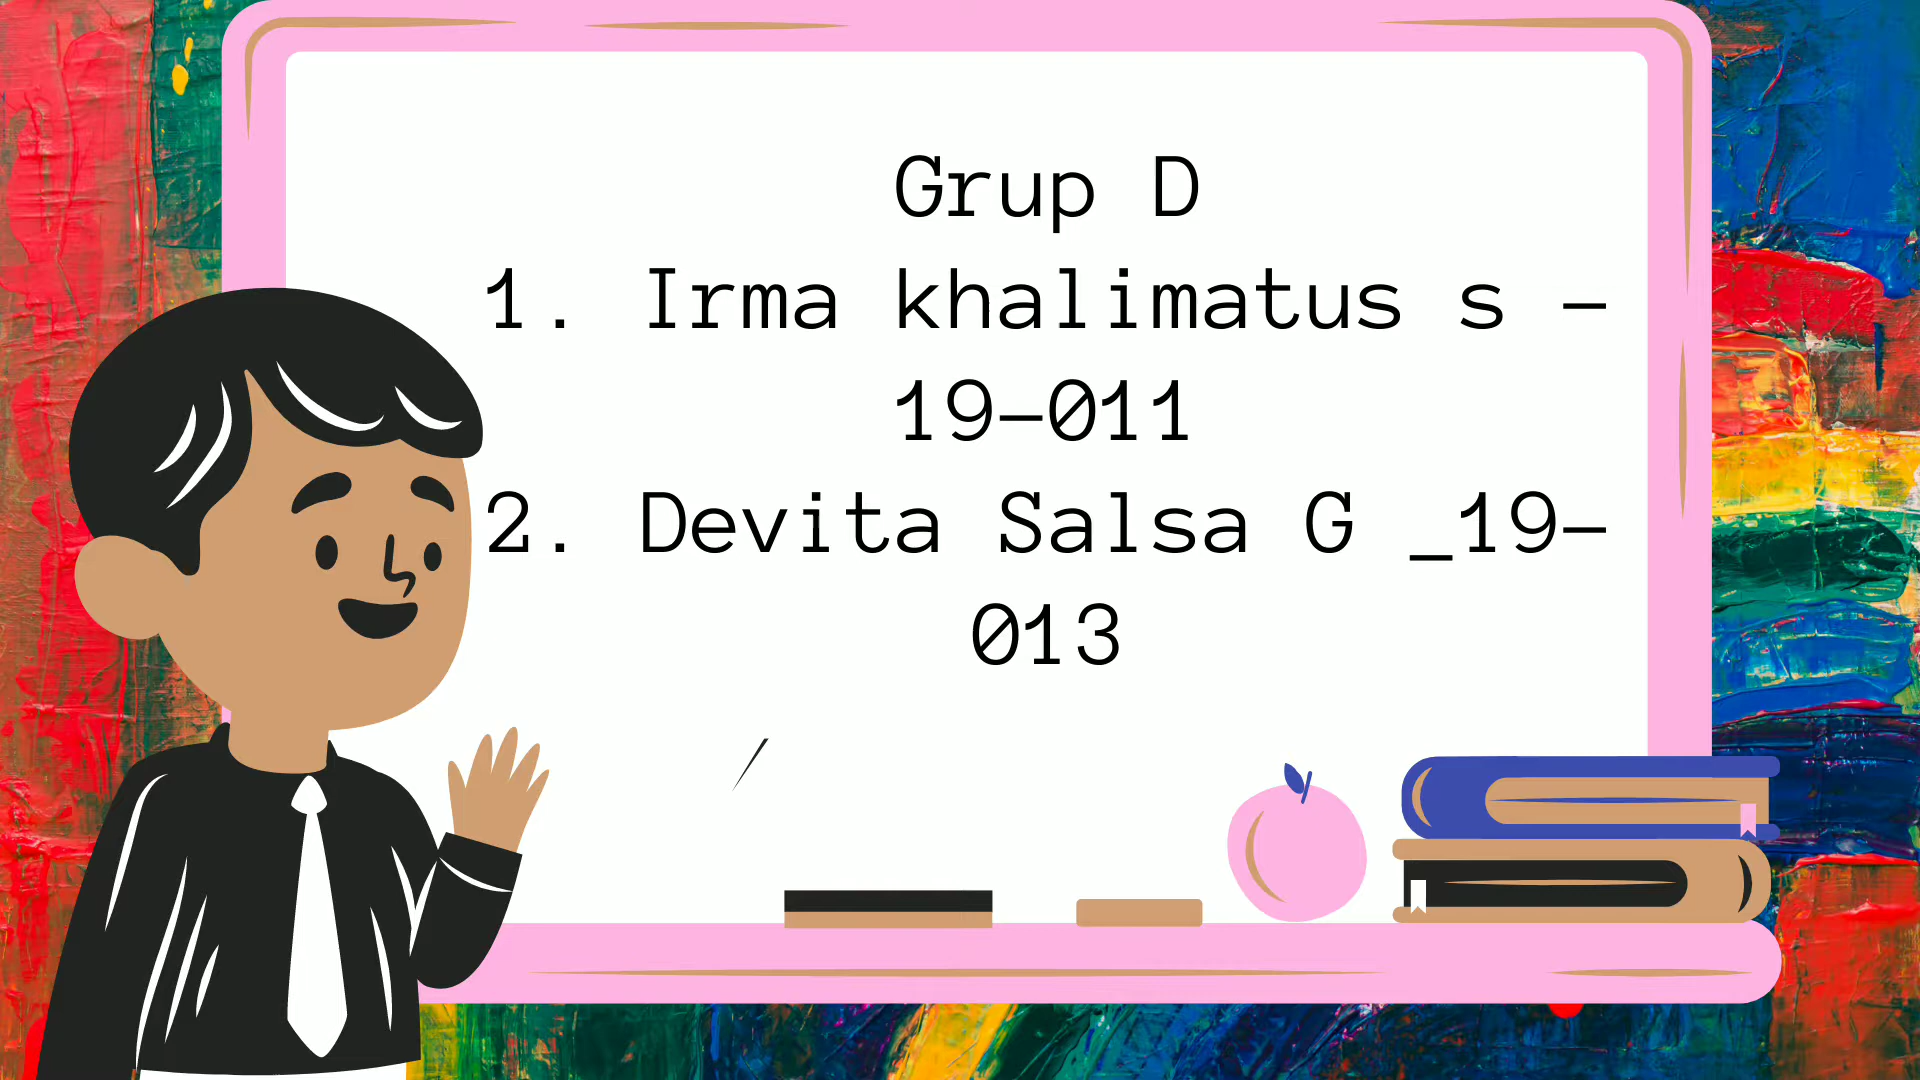 Grup D
1. Irma khalimatus s -
19-011
2. Devita Salsa G _19-
013